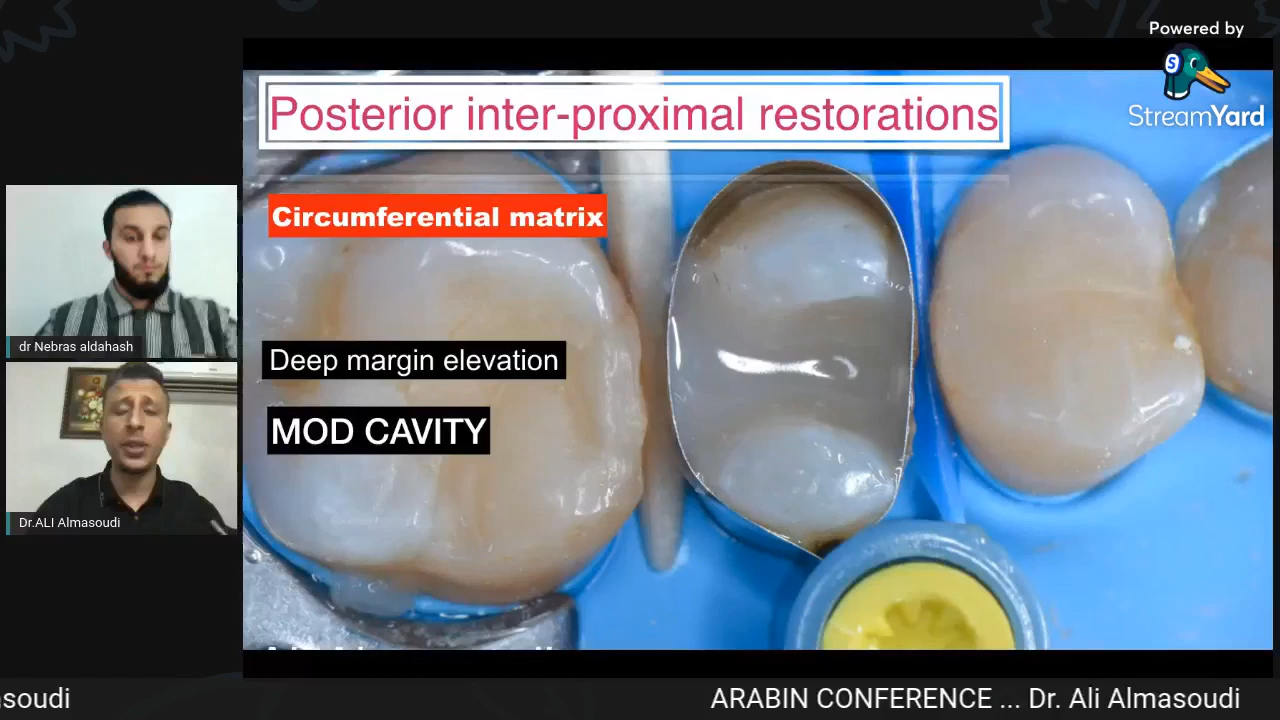 Powered by
S
StreamYard
Posterior inter-proximal restorations
Circumferential matrix
Deep margin elevation
MOD CAVITY
dr Nebras aldahash
Dr.ALI Almasoudi
soudi
ARABIN CONFERENCE ... Dr. Ali Almasoudi